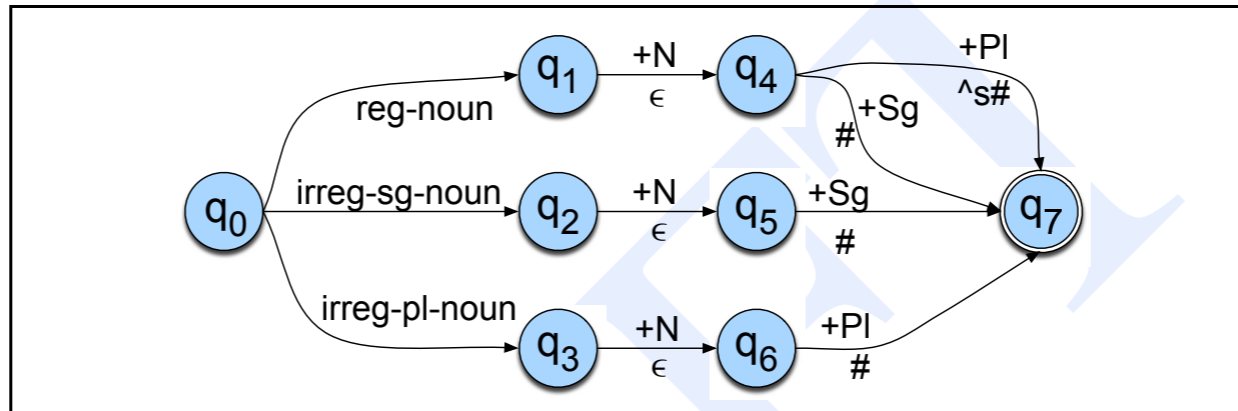 q0
reg-noun
q1
+N
ϵ
q4
+Pl
^s#
+Sg
#
irreg-sg-noun
q2
+N
ϵ
q5
+Sg
#
q7
irreg-pl-noun
q3
+N
ϵ
q6
+Pl
#